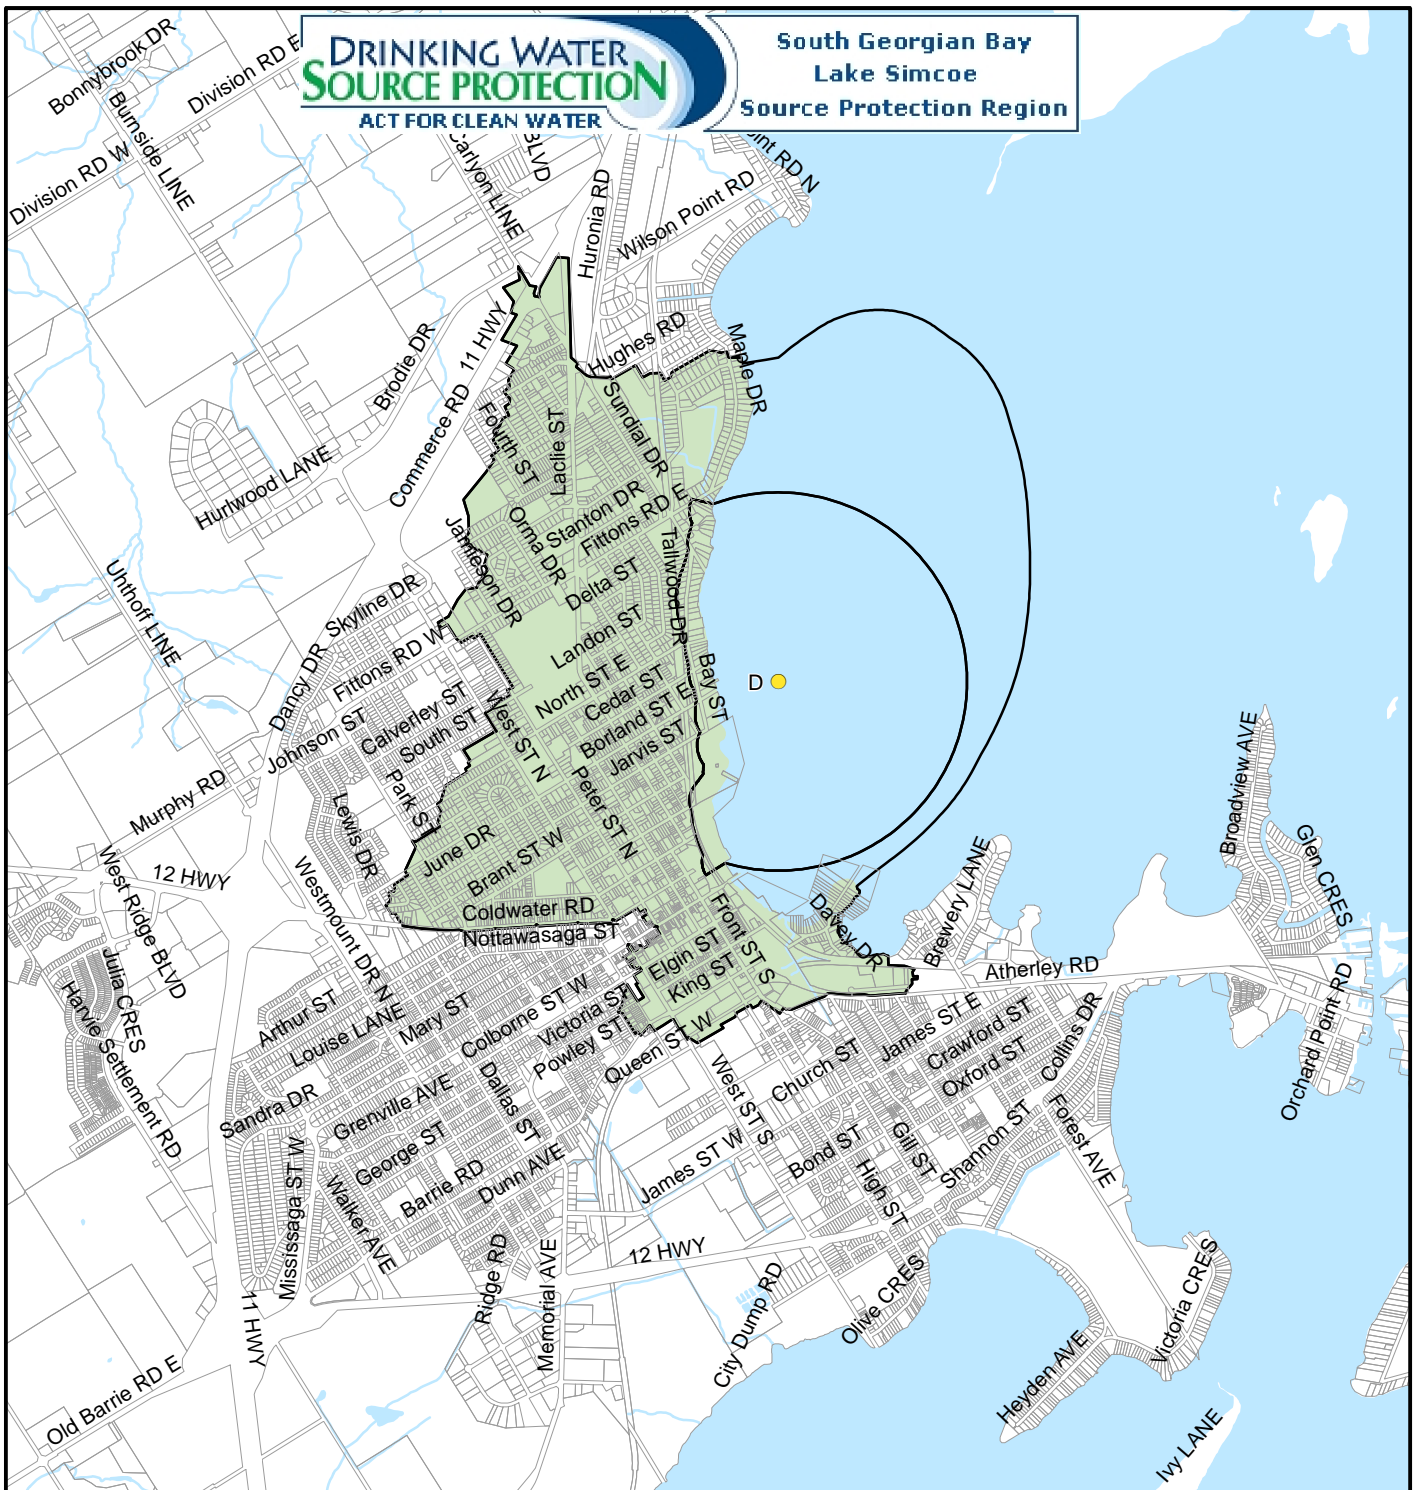 DRINKING WATER
SOURCE PROTECTION
ACT FOR CLEAN WATER
South Georgian Bay
Lake Simcoe
Source Protection Region
Bonnybrook DR
Division RD E
Burnside LINE
Division RD W
Carlyon LINE
BLVD
Huronia RD
Wilson Point RD
RD N
Hughes RD
Maple DR
Brodie DR
11 HWY
Commerce RD
Fourth ST
Laclie ST
Sundial DR
Hurlwood LANE
Stanton DR
Fittons RD E
Orma DR
Jamieson DR
Tallwood DR
Delta ST
Uhthoff LINE
Skyline DR
Landon ST
Fittons RD W
Dancy DR
North ST E
Cedar ST
Bay ST
D
Calverley ST
South ST
Johnson ST
West ST N
Borland ST E
Jarvis ST
Murphy RD
Park ST
Peter ST N
Lewis DR
June DR
Brant ST W
12 HWY
West Ridge BLVD
Westmount DR N
Coldwater RD
Nottawasaga ST
Front ST S
Davey DR
Brewery LANE
Broadview AVE
Glen CRES
Atherley RD
Orchard Point RD
Elgin ST
King ST
Julia CRES
Harvie Settlement RD
Arthur ST
Louise LANE
Mary ST
Colborne ST W
Victoria ST
Powley ST
Queen ST W
James ST E
Crawford ST
Collins DR
Oxford ST
Church ST
West ST S
Sandra DR
Grenville AVE
Dallas ST
George ST
Barrie RD
Dunn AVE
Mississaga ST W
Walker AVE
James ST W
Bond ST
Gill ST
High ST
Shannon ST
Forest AVE
12 HWY
Ridge RD
Memorial AVE
City Dump RD
Olive CRES
Victoria CRES
Heyden AVE
11 HWY
Old Barrie RD E
Ivy LANE